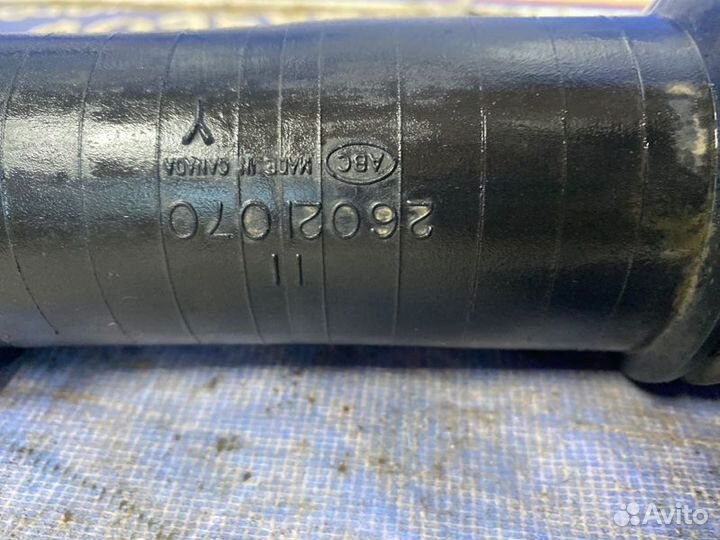 11
26021070
ABC MADE IN CANADA
Y
Avito